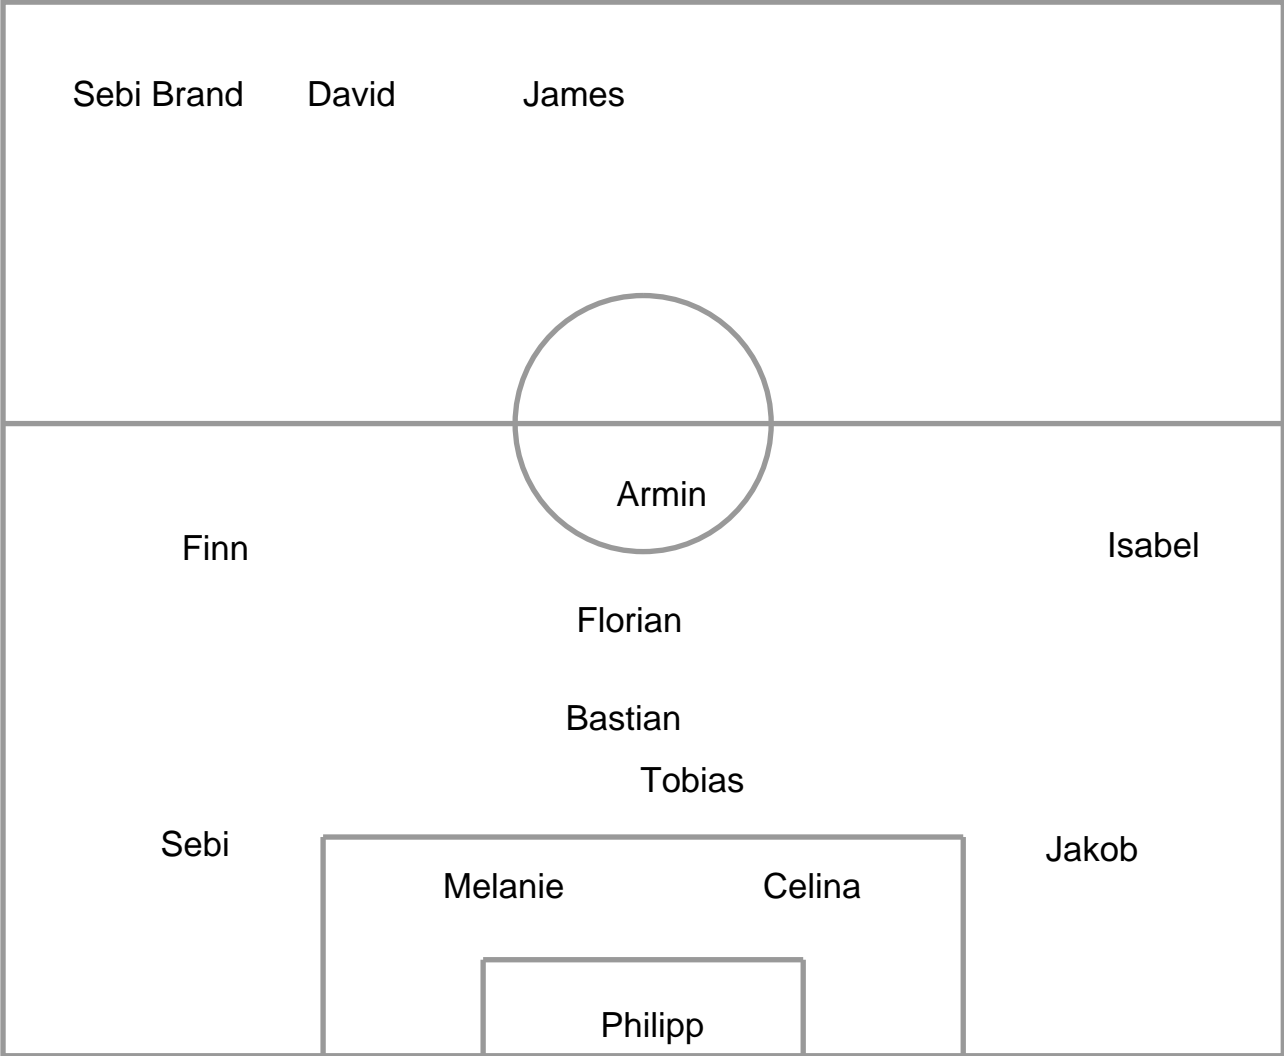 Sebi Brand David James
Armin
Finn Isabel
Florian
Bastian
Tobias
Sebi Jakob
Melanie Celina
Philipp